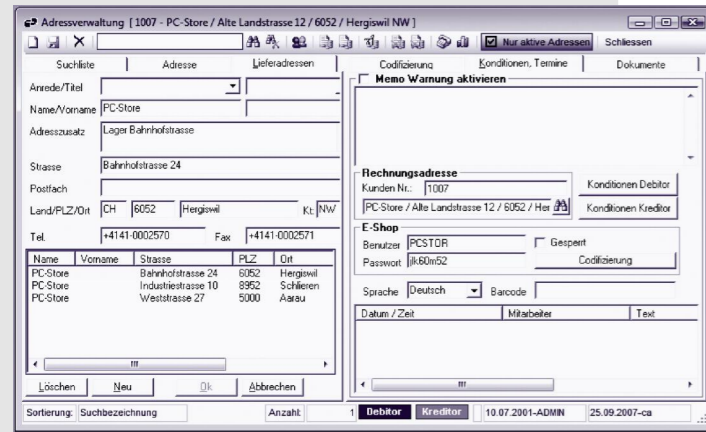 Adressverwaltung [ 1007 - PC-Store / Alte Landstrasse 12 / 6052 / Hergiswil NW ]
Nur aktive Adressen Schliessen
Suchliste Adresse Lieferadressen Codifizierung Konditionen, Termine Dokumente
Anrede/Titel
Name/Vorname PC-Store
Adresszusatz Lager Bahnhofstrasse
Strasse Bahnhofstrasse 24
Postfach
Land/PLZ/Ort CH 6052 Hergiswil Kt: NW
Tel. +4141-0002570 Fax +4141-0002571
Name Vorname Strasse PLZ Ort
PC-Store Bahnhofstrasse 24 6052 Hergiswil
PC-Store Industriestrasse 10 8952 Schlieren
PC-Store Weststrasse 27 5000 Aarau
Löschen Neu Ok Abbrechen
Memo Warnung aktivieren
Rechnungsadresse
Kunden Nr.: 1007
PC-Store / Alte Landstrasse 12 / 6052 / Her
Konditionen Debitor
Konditionen Kreditor
E-Shop
Benutzer PCSTOR Gesperrt
Passwort jlk60m52 Codifizierung
Sprache Deutsch Barcode
Datum / Zeit Mitarbeiter Text
Sortierung: Suchbezeichnung Anzahl: 1 Debitor Kreditor 10.07.2001-ADMIN 25.09.2007-ca